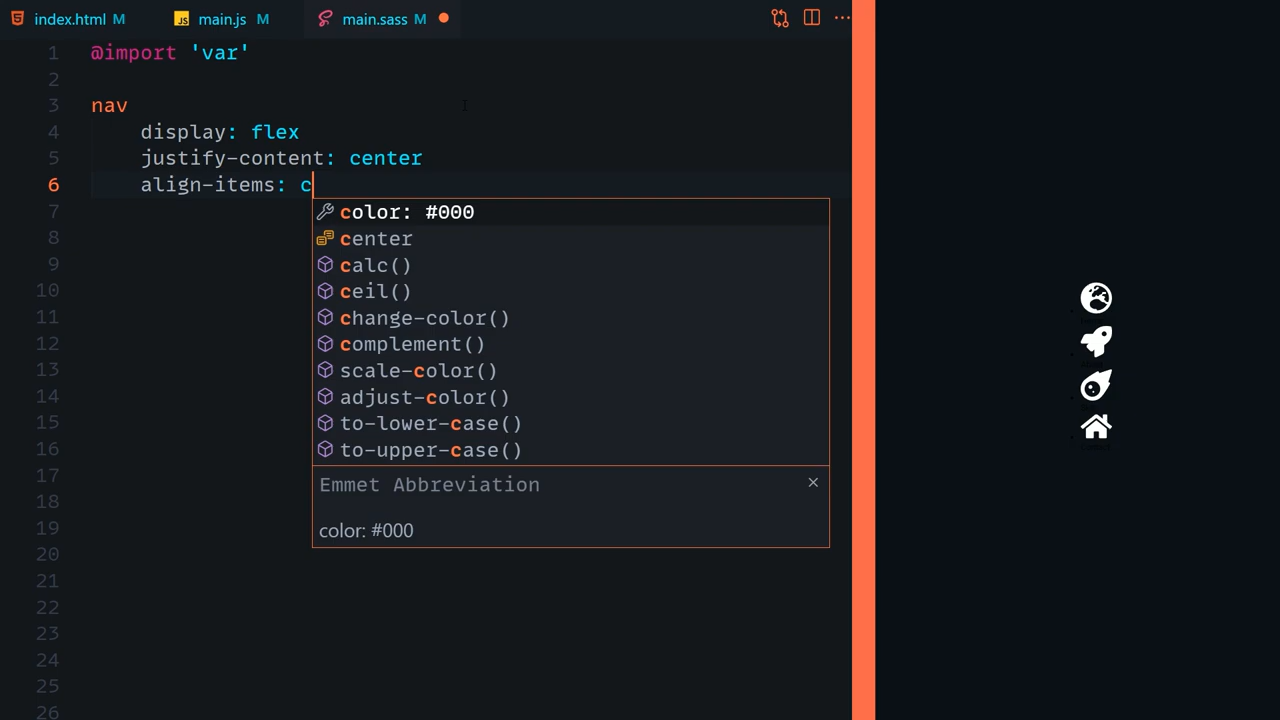 index.html M
JS main.js M
main.sass M
1 @import 'var'
2
3 nav
4 display: flex
5 justify-content: center
6 align-items: c
7 color: #000
8 center
9 calc()
10 ceil()
11 change-color()
12 complement()
13 scale-color()
14 adjust-color()
15 to-lower-case()
16 to-upper-case()
17
18 Emmet Abbreviation
19 color: #000
20
21
22
23
24
25
26